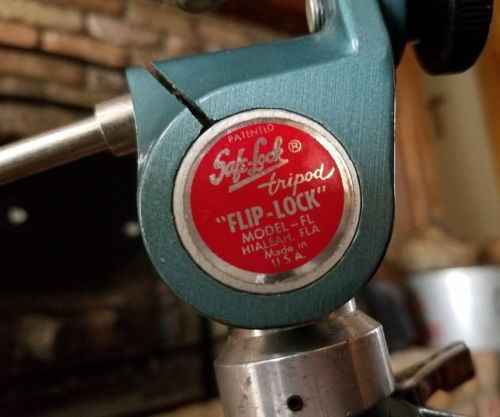 PATENTED
Safe-Lock ®
tripod
"FLIP-LOCK"
MODEL-FL
HIALEAH, FLA
Made in
U.S.A.